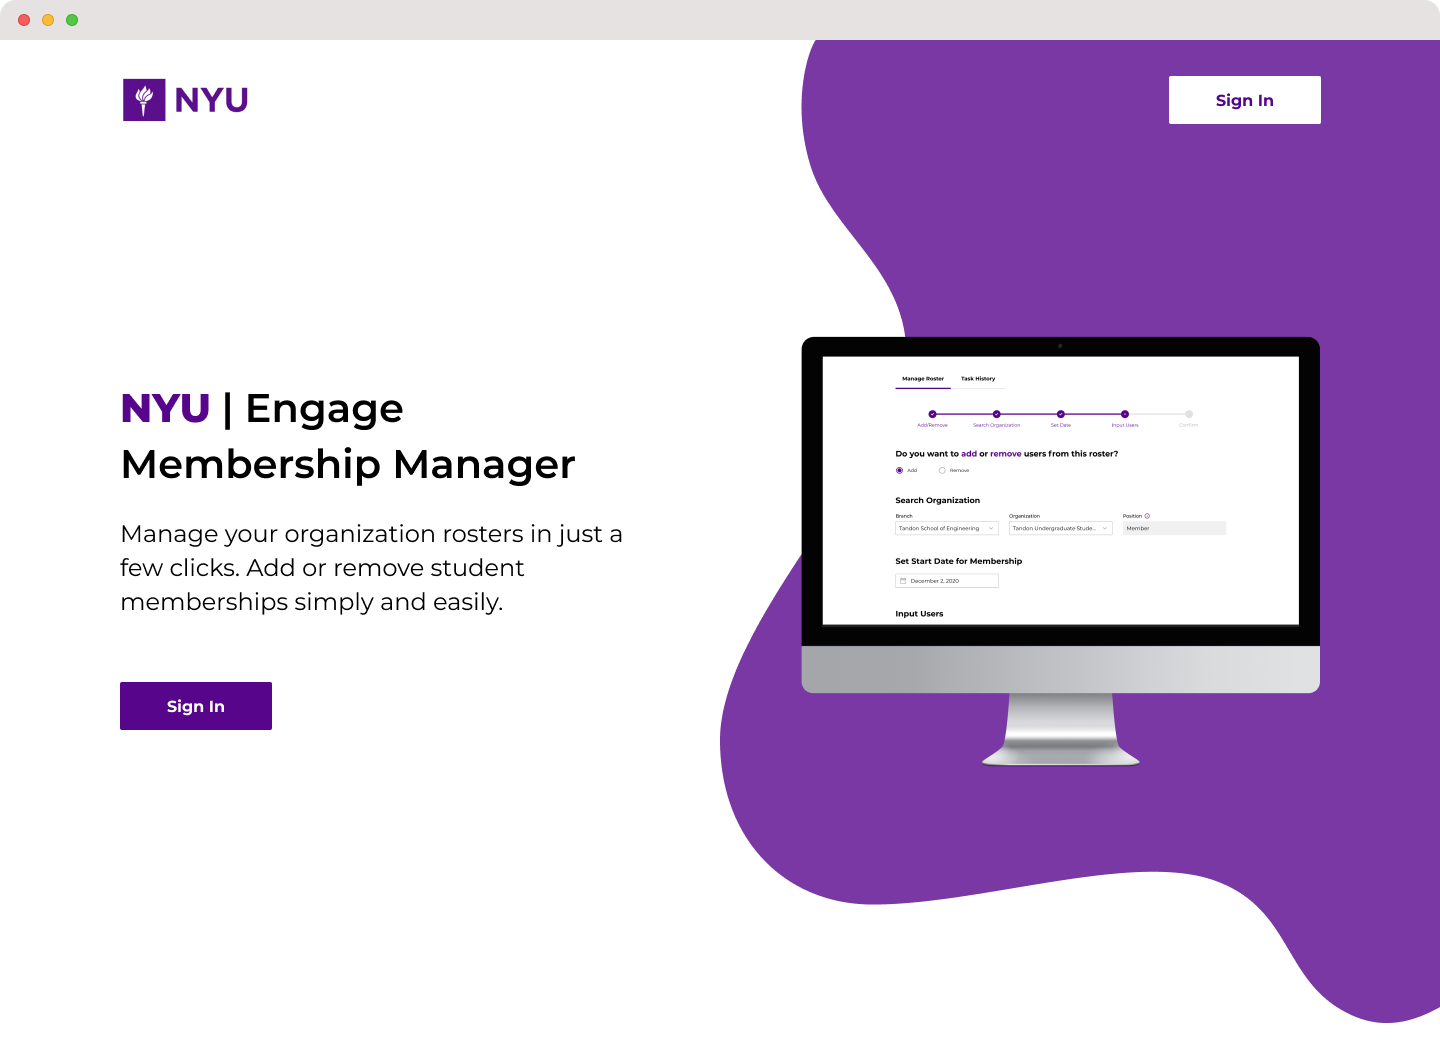 NYU
Sign In
NYU | Engage
Membership Manager
Manage your organization rosters in just a
few clicks. Add or remove student
memberships simply and easily.
Sign In
Manage Roster Task History
Add/Remove Search Organization Set Date Input Users Confirm
Do you want to add or remove users from this roster?
Add Remove
Search Organization
Branch Organization Position
Tandon School of Engineering Tandon Undergraduate Stude... Member
Set Start Date for Membership
December 2, 2020
Input Users